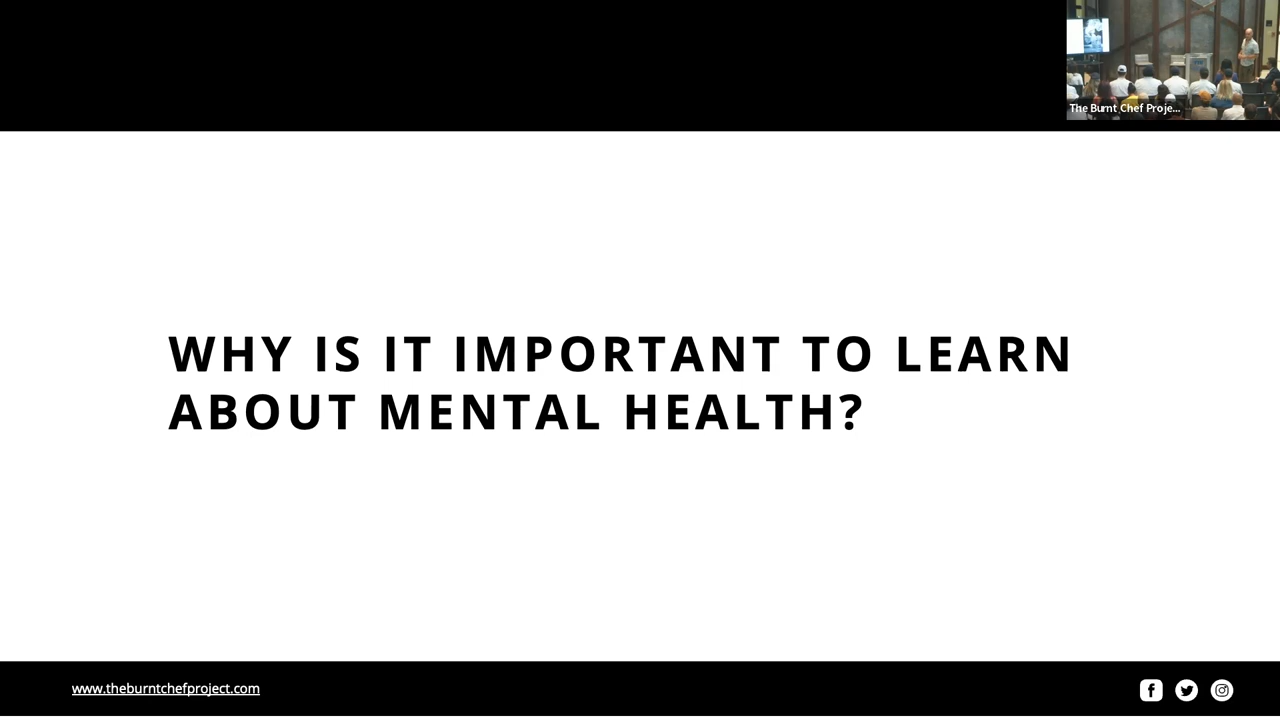 The Burnt Chef Proje...
WHY IS IT IMPORTANT TO LEARN
ABOUT MENTAL HEALTH?
www.theburntchefproject.com